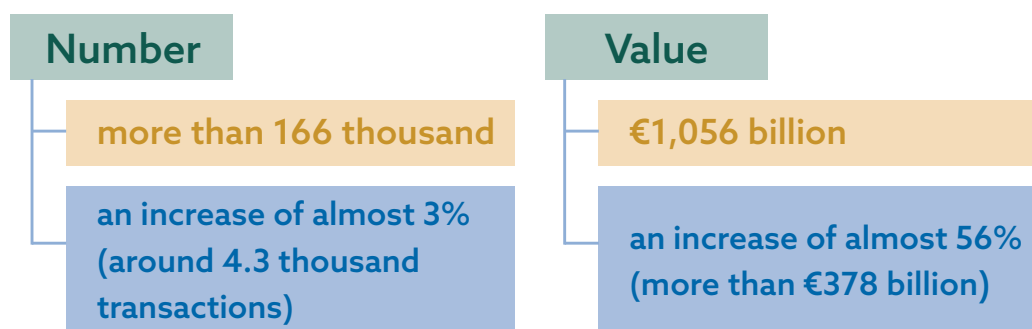 Number
more than 166 thousand
an increase of almost 3%
(around 4.3 thousand
transactions)
Value
€1,056 billion
an increase of almost 56%
(more than €378 billion)